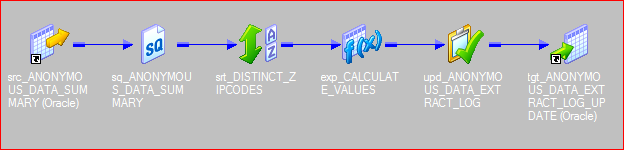 SQ
A
Z
f(x)
src_ANONYMO
US_DATA_SUM
MARY (Oracle)
sq_ANONYMOU
S_DATA_SUM
MARY
srt_DISTINCT_Z
IPCODES
exp_CALCULAT
E_VALUES
upd_ANONYMO
US_DATA_EXT
RACT_LOG
tgt_ANONYMO
US_DATA_EXT
RACT_LOG_UP
DATE (Oracle)